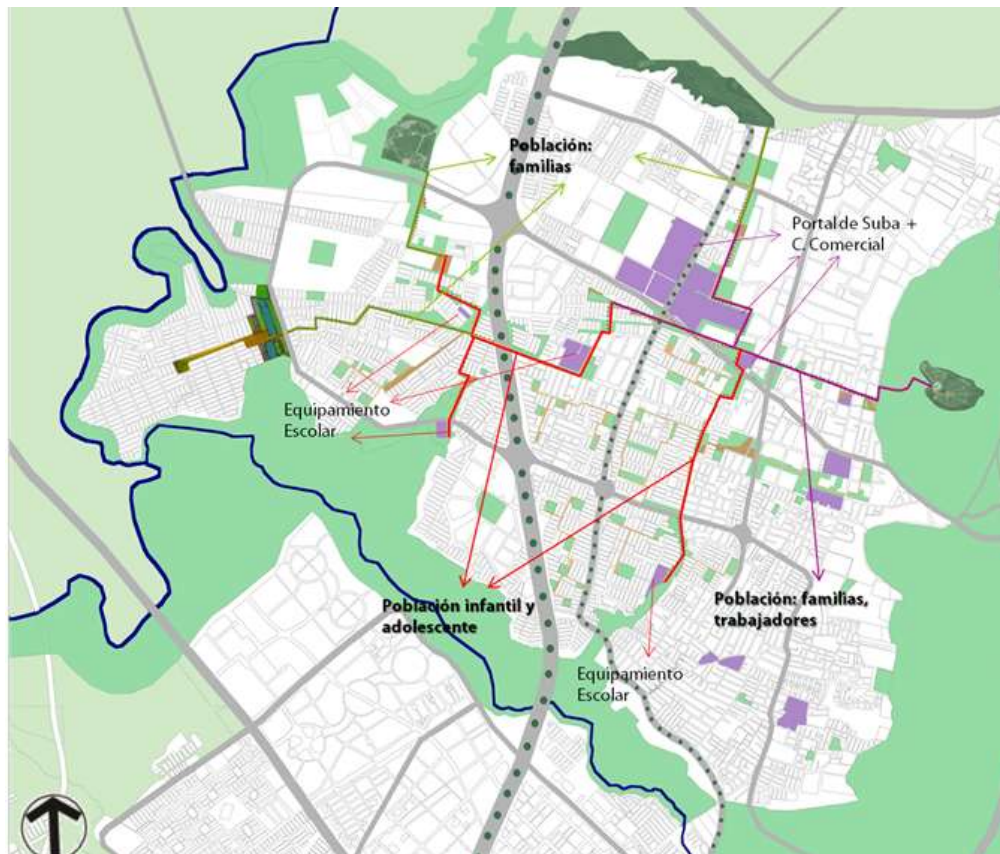 Población:
familias
Portal de Suba +
C. Comercial
Equipamiento
Escolar
Población infantil y
adolescente
Población: familias,
trabajadores
Equipamiento
Escolar